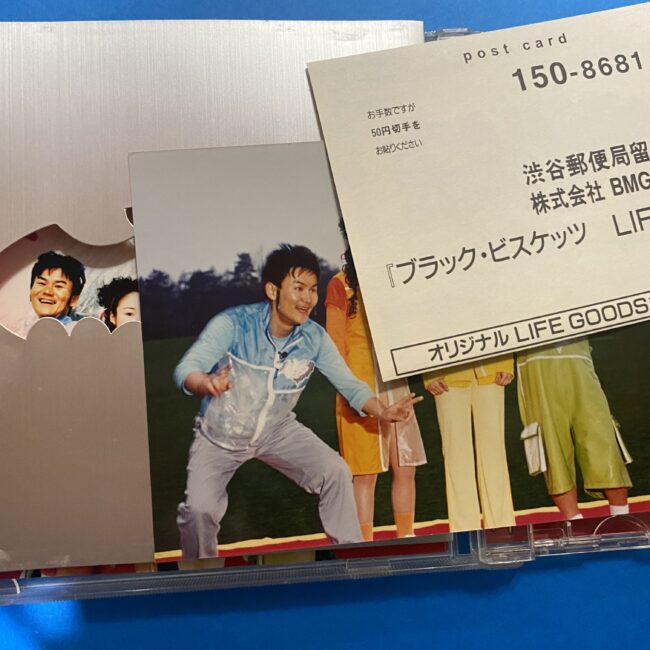 post card
150-8681
お手数ですが
50円切手を
お貼りください
渋谷郵便局留
株式会社 BMG
『ブラック・ビスケッツ LIF
オリジナル LIFE GOODS